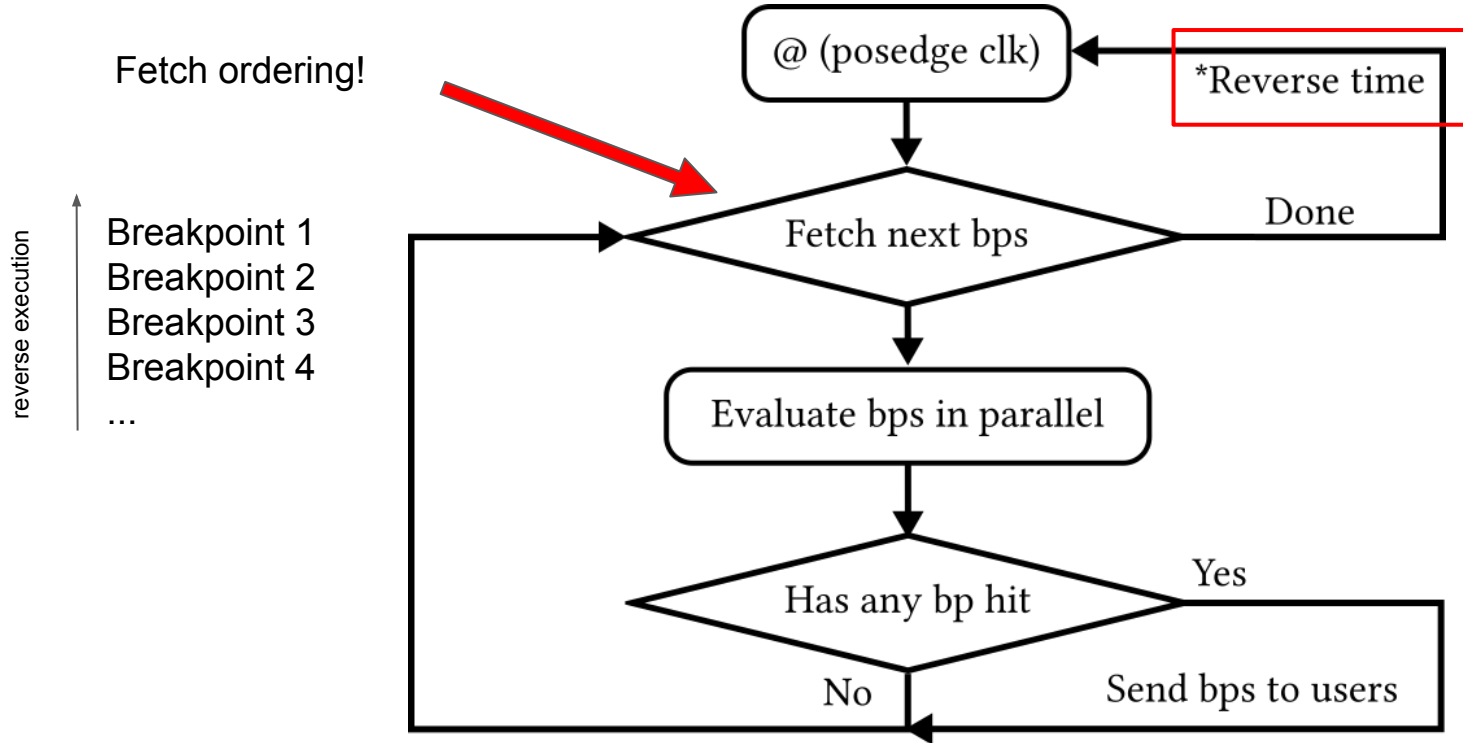 @ (posedge clk)
Fetch ordering!
*Reverse time
reverse execution
Breakpoint 1
Breakpoint 2
Breakpoint 3
Breakpoint 4
...
Fetch next bps
Done
Evaluate bps in parallel
Has any bp hit
Yes
No
Send bps to users